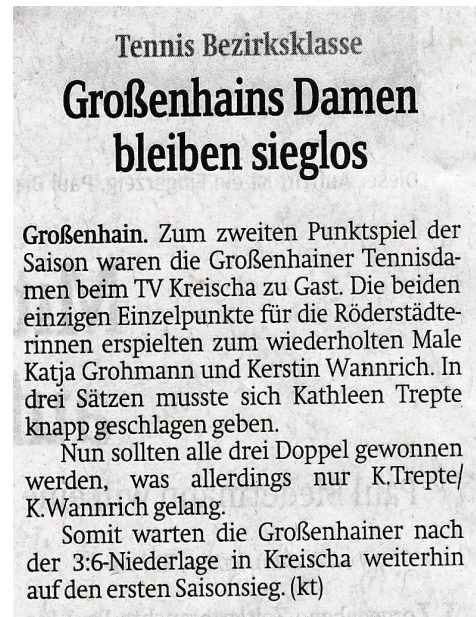 Tennis Bezirksklasse
Großenhains Damen
bleiben sieglos
Großenhain. Zum zweiten Punktspiel der
Saison waren die Großenhainer Tennisda-
men beim TV Kreischa zu Gast. Die beiden
einzigen Einzelpunkte für die Röderstädte-
rinnen erspielten zum wiederholten Male
Katja Grohmann und Kerstin Wannrich. In
drei Sätzen musste sich Kathleen Trepte
knapp geschlagen geben.
Nun sollten alle drei Doppel gewonnen
werden, was allerdings nur K.Trepte/
K.Wannrich gelang.
Somit warten die Großenhainer nach
der 3:6-Niederlage in Kreischa weiterhin
auf den ersten Saisonsieg. (kt)